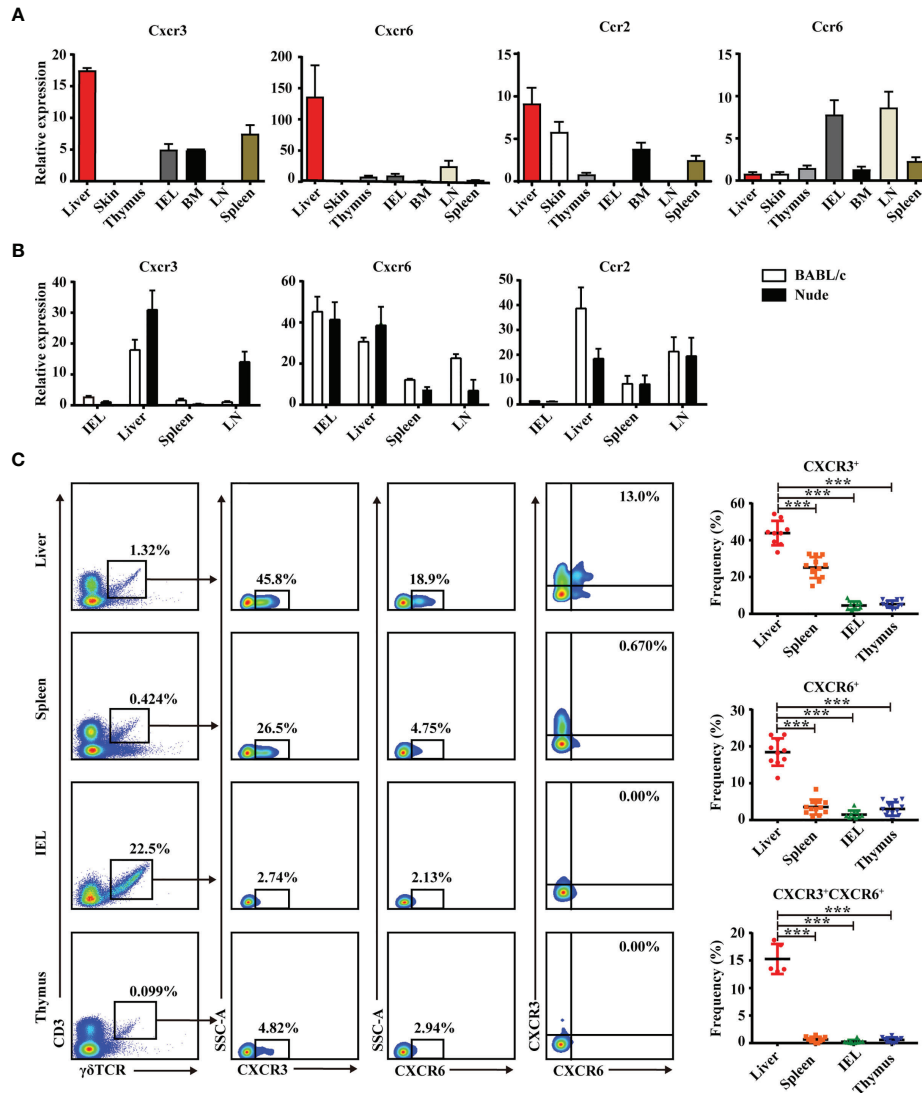 A
Cxcr3
Cxcr6
Ccr2
Ccr6
Relative expression
20
15
10
5
0
200
150
100
50
0
15
10
5
0
15
10
5
0
Liver Skin Thymus IEL BM LN Spleen
Liver Skin Thymus IEL BM LN Spleen
Liver Skin Thymus IEL BM LN Spleen
Liver Skin Thymus IEL BM LN Spleen
B
Cxcr3
Cxcr6
Ccr2
BABL/c
Nude
Relative expression
40
30
20
10
0
60
40
20
0
50
40
30
20
10
0
IEL Liver Spleen LN
IEL Liver Spleen LN
IEL Liver Spleen LN
C
Liver
1.32%
45.8%
18.9%
13.0%
Spleen
0.424%
26.5%
4.75%
0.670%
IEL
22.5%
2.74%
2.13%
0.00%
Thymus
0.099%
4.82%
2.94%
0.00%
CD3
γδTCR
SSC-A
CXCR3
SSC-A
CXCR6
CXCR3
CXCR6
CXCR3+
***
***
***
Frequency (%)
60
40
20
0
Liver Spleen IEL Thymus
CXCR6+
***
***
***
Frequency (%)
30
20
10
0
Liver Spleen IEL Thymus
CXCR3+CXCR6+
***
***
***
Frequency (%)
20
15
10
5
0
Liver Spleen IEL Thymus